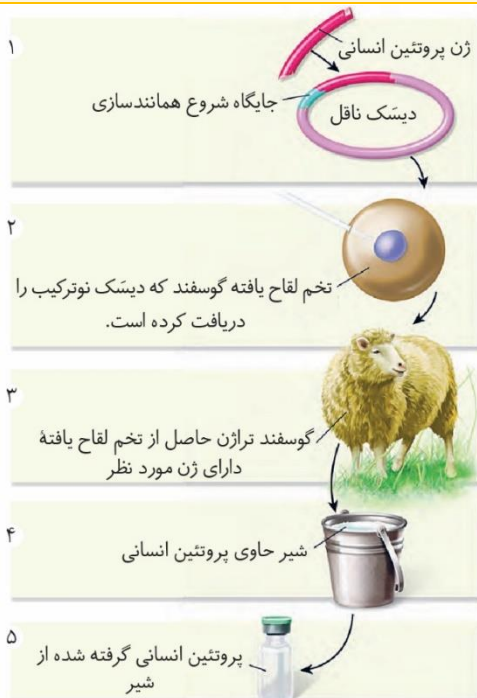 ۱
ژن پروتئین انسانی
جایگاه شروع همانندسازی
دیسَک ناقل
۲
تخم لقاح یافته گوسفند که دیسَک نوترکیب را
دریافت کرده است.
۳
گوسفند تراژن حاصل از تخم لقاح یافتهٔ
دارای ژن مورد نظر
۴
شیر حاوی پروتئین انسانی
۵
پروتئین انسانی گرفته شده از
شیر